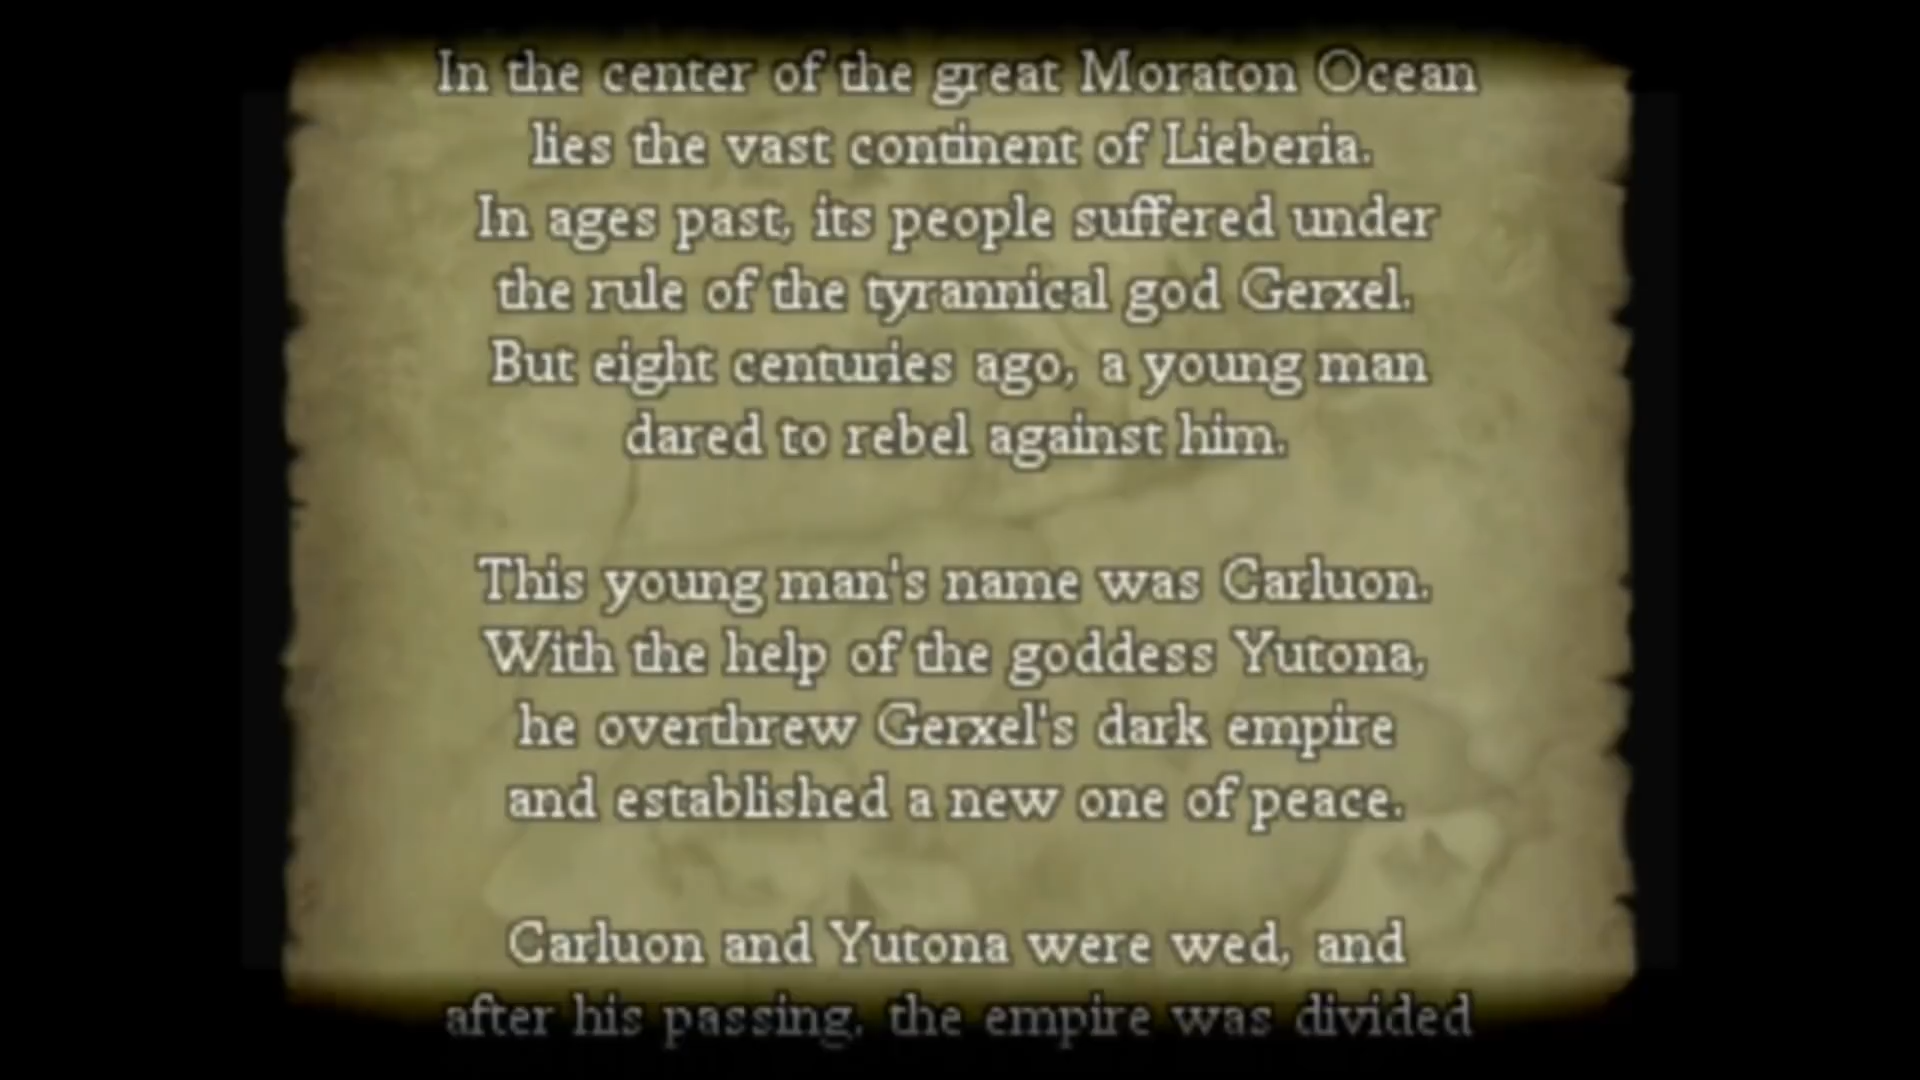 In the center of the great Moraton Ocean
lies the vast continent of Lieberia.
In ages past, its people suffered under
the rule of the tyrannical god Gerxel.
But eight centuries ago, a young man
dared to rebel against him.
This young man's name was Carluon.
With the help of the goddess Yutona,
he overthrew Gerxel's dark empire
and established a new one of peace.
Carluon and Yutona were wed, and
after his passing, the empire was divided